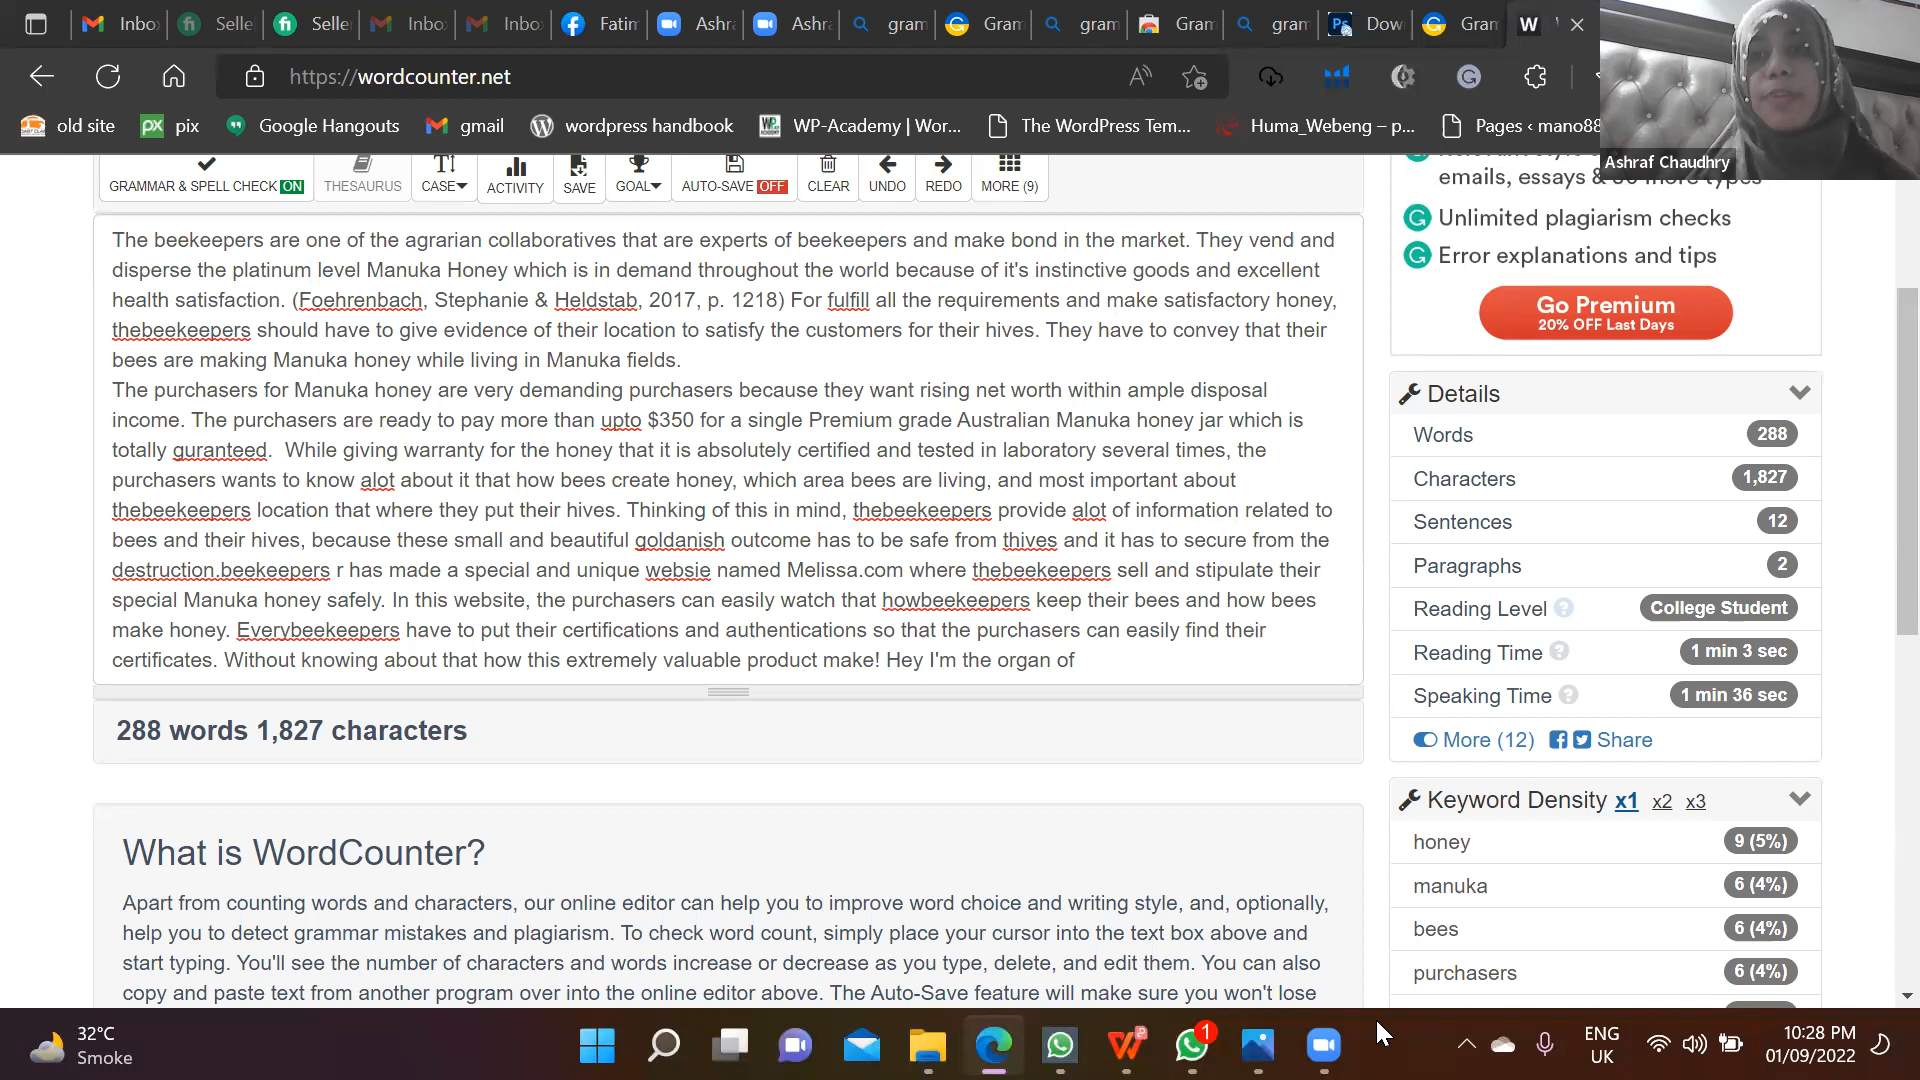 Inbo
Selle
Selle
Inbo
Inbo
Fatin
Ashra
Ashra
gram
Gram
gram
Gram
gram
Dow
Gram
https://wordcounter.net
old site
pix
Google Hangouts
gmail
wordpress handbook
WP-Academy | Wor...
The WordPress Tem...
Huma_Webeng – p...
Pages ‹ mano88
Ashraf Chaudhry
GRAMMAR & SPELL CHECK ON
THESAURUS
CASE
ACTIVITY
SAVE
GOAL
AUTO-SAVE OFF
CLEAR
UNDO
REDO
MORE (9)
The beekeepers are one of the agrarian collaboratives that are experts of beekeepers and make bond in the market. They vend and
disperse the platinum level Manuka Honey which is in demand throughout the world because of it's instinctive goods and excellent
health satisfaction. (Foehrenbach, Stephanie & Heldstab, 2017, p. 1218) For fulfill all the requirements and make satisfactory honey,
thebeekeepers should have to give evidence of their location to satisfy the customers for their hives. They have to convey that their
bees are making Manuka honey while living in Manuka fields.
The purchasers for Manuka honey are very demanding purchasers because they want rising net worth within ample disposal
income. The purchasers are ready to pay more than upto $350 for a single Premium grade Australian Manuka honey jar which is
totally guranteed.  While giving warranty for the honey that it is absolutely certified and tested in laboratory several times, the
purchasers wants to know alot about it that how bees create honey, which area bees are living, and most important about
thebeekeepers location that where they put their hives. Thinking of this in mind, thebeekeepers provide alot of information related to
bees and their hives, because these small and beautiful goldanish outcome has to be safe from thives and it has to secure from the
destruction.beekeepers r has made a special and unique websie named Melissa.com where thebeekeepers sell and stipulate their
special Manuka honey safely. In this website, the purchasers can easily watch that howbeekeepers keep their bees and how bees
make honey. Everybeekeepers have to put their certifications and authentications so that the purchasers can easily find their
certificates. Without knowing about that how this extremely valuable product make! Hey I'm the organ of
288 words 1,827 characters
What is WordCounter?
Apart from counting words and characters, our online editor can help you to improve word choice and writing style, and, optionally,
help you to detect grammar mistakes and plagiarism. To check word count, simply place your cursor into the text box above and
start typing. You'll see the number of characters and words increase or decrease as you type, delete, and edit them. You can also
copy and paste text from another program over into the online editor above. The Auto-Save feature will make sure you won't lose
emails, essays &
Unlimited plagiarism checks
Error explanations and tips
Go Premium
20% OFF Last Days
Details
Words 288
Characters 1,827
Sentences 12
Paragraphs 2
Reading Level College Student
Reading Time 1 min 3 sec
Speaking Time 1 min 36 sec
More (12) Share
Keyword Density x1 x2 x3
honey 9 (5%)
manuka 6 (4%)
bees 6 (4%)
purchasers 6 (4%)
32°C
Smoke
1
ENG
UK
10:28 PM
01/09/2022